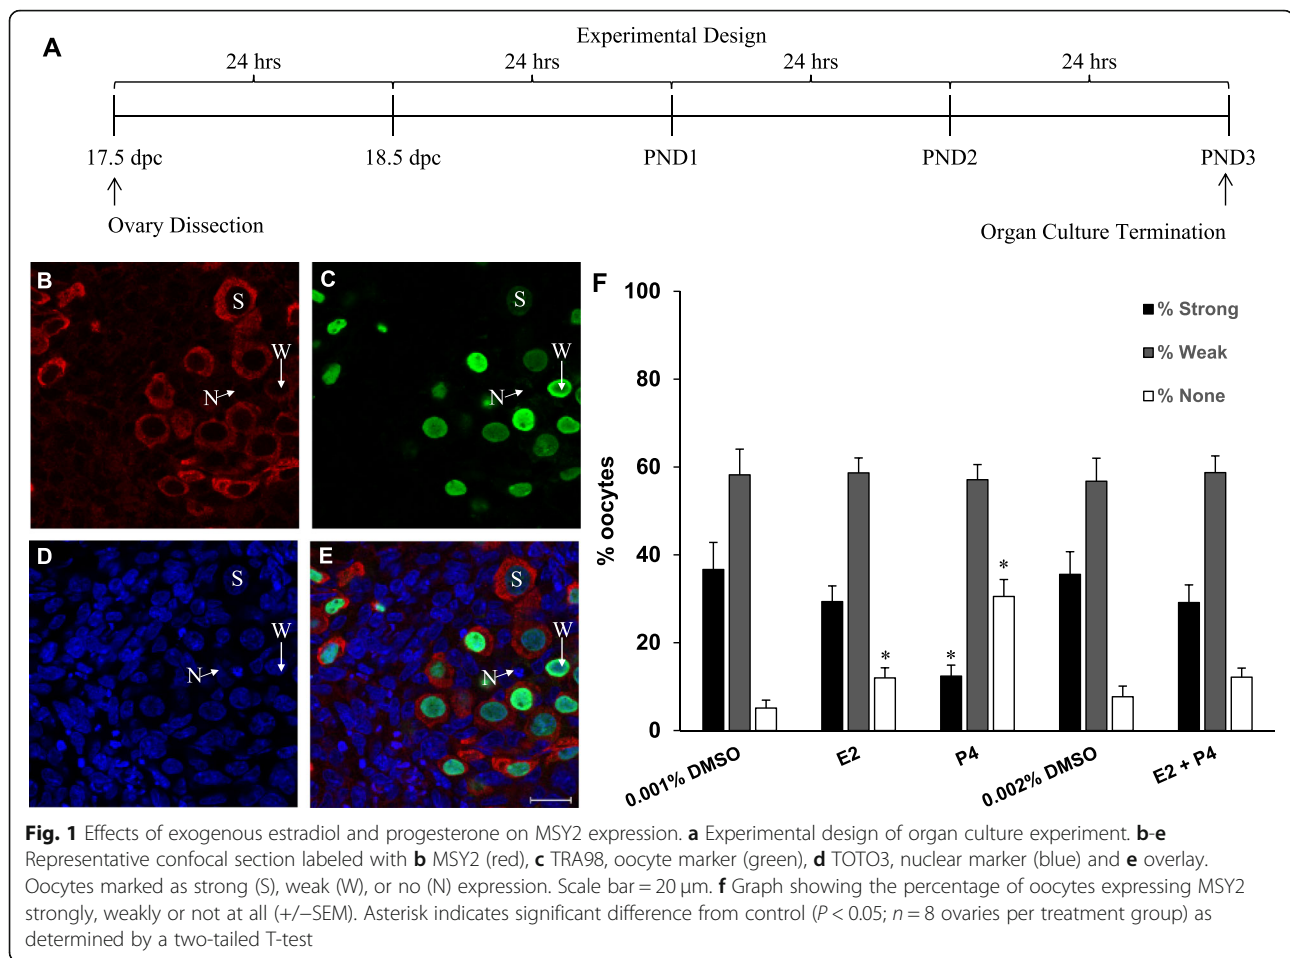 A
Experimental Design
24 hrs 24 hrs 24 hrs 24 hrs
17.5 dpc 18.5 dpc PND1 PND2 PND3
Ovary Dissection
Organ Culture Termination
B
S
W
N
C
S
W
N
D
S
W
N
E
S
W
N
F
100
80
60
40
20
0
% oocytes
% Strong
% Weak
% None
*
*
*
0.001% DMSO
E2
P4
0.002% DMSO
E2 + P4
Fig. 1 Effects of exogenous estradiol and progesterone on MSY2 expression. a Experimental design of organ culture experiment. b-e
Representative confocal section labeled with b MSY2 (red), c TRA98, oocyte marker (green), d TOTO3, nuclear marker (blue) and e overlay.
Oocytes marked as strong (S), weak (W), or no (N) expression. Scale bar = 20 μm. f Graph showing the percentage of oocytes expressing MSY2
strongly, weakly or not at all (+/−SEM). Asterisk indicates significant difference from control (P < 0.05; n = 8 ovaries per treatment group) as
determined by a two-tailed T-test